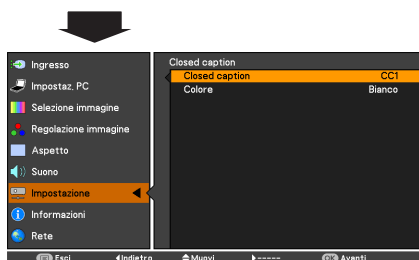 Closed caption
Ingresso
Closed caption CC1
Impostaz. PC
Colore Bianco
Selezione immagine
Regolazione immagine
Aspetto
Suono
Impostazione
Informazioni
Rete
Esci Indietro Muovi ----- OK Avanti